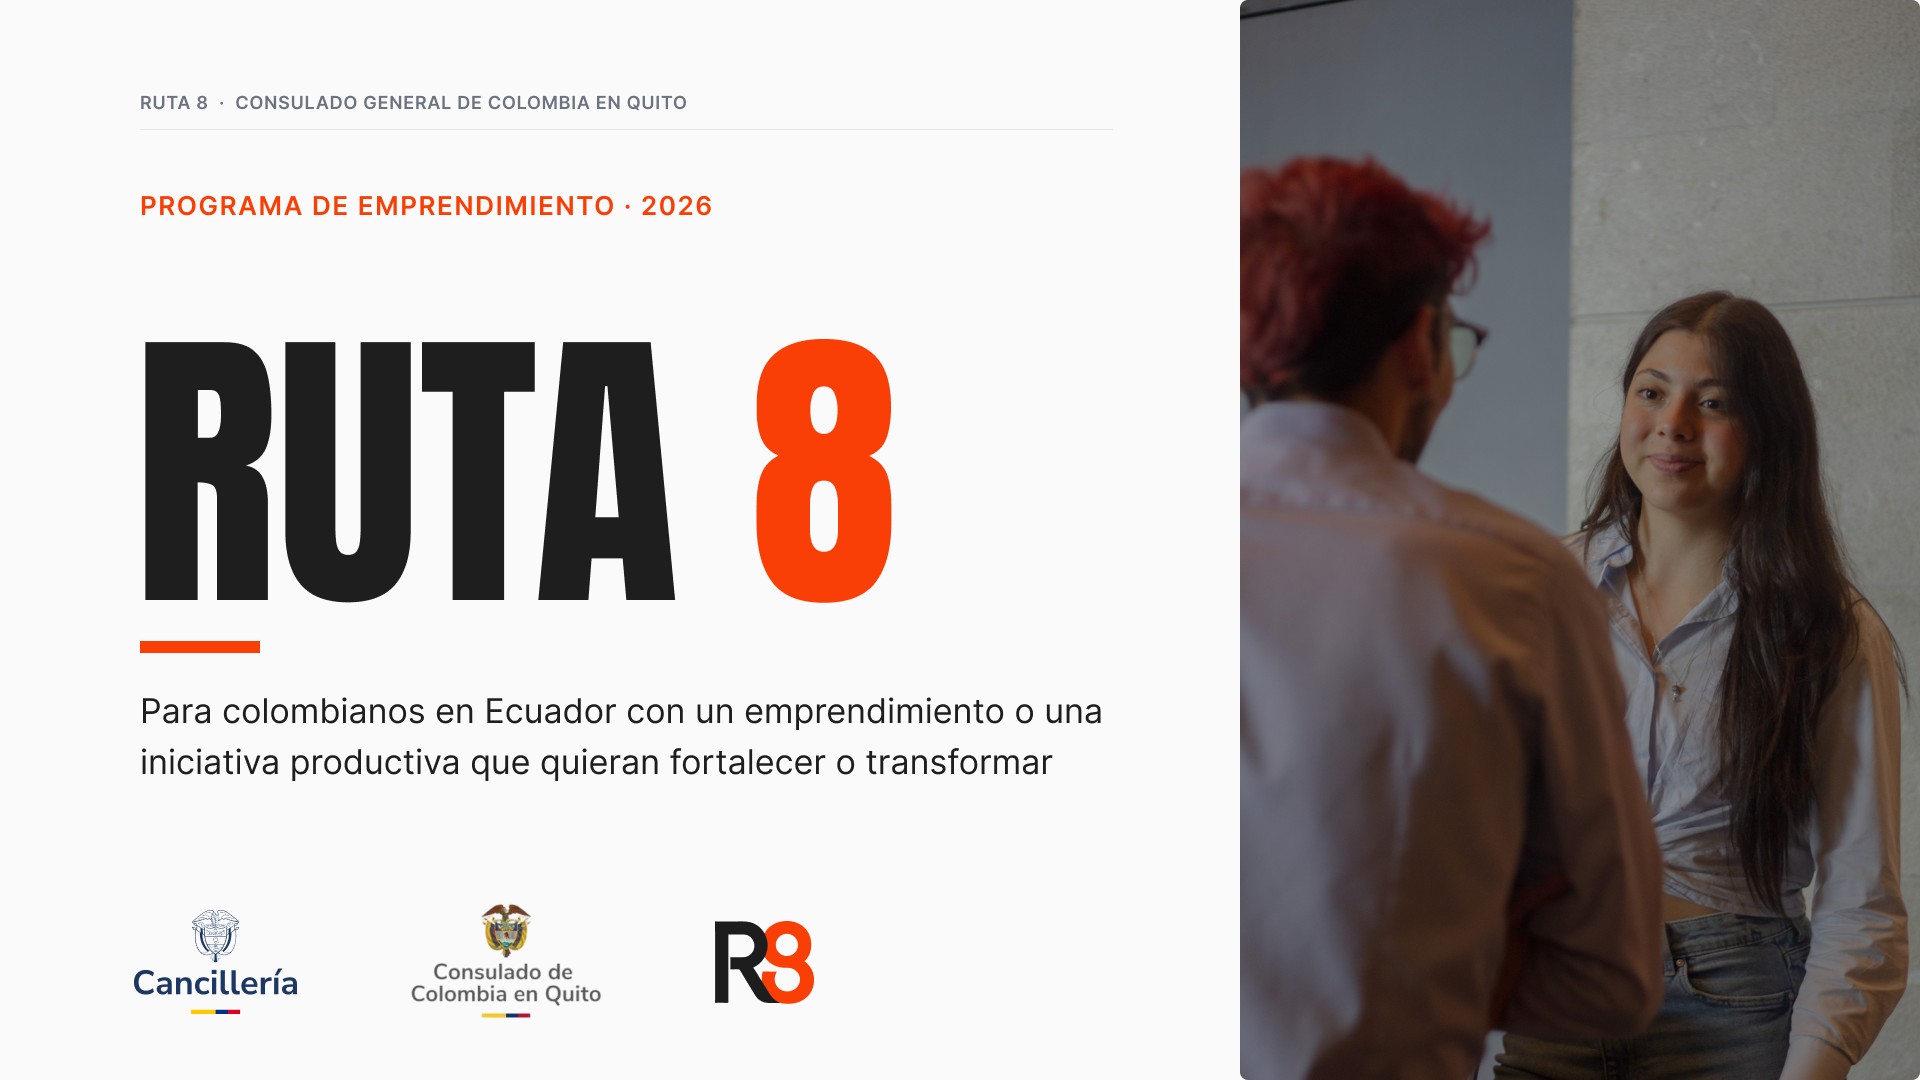 RUTA 8 · CONSULADO GENERAL DE COLOMBIA EN QUITO
PROGRAMA DE EMPRENDIMIENTO · 2026
RUTA 8
Para colombianos en Ecuador con un emprendimiento o una
iniciativa productiva que quieran fortalecer o transformar
Cancillería
Consulado de
Colombia en Quito
R8